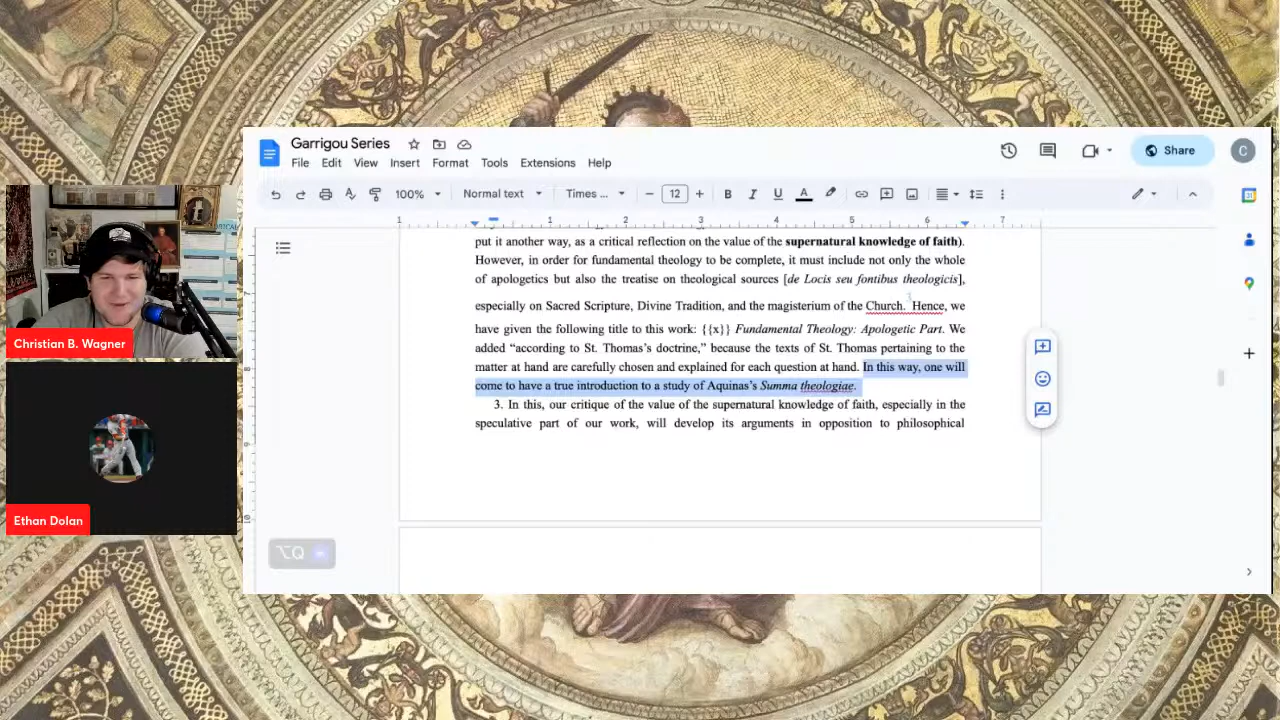 Garrigou Series
File Edit View Insert Format Tools Extensions Help
Share
C
100% Normal text Times ... 12 B I U A
1 1 2 3 4 5 6 7
put it another way, as a critical reflection on the value of the supernatural knowledge of faith).
However, in order for fundamental theology to be complete, it must include not only the whole
of apologetics but also the treatise on theological sources [de Locis seu fontibus theologicis],
especially on Sacred Scripture, Divine Tradition, and the magisterium of the Church. Hence, we
have given the following title to this work: {{x}} Fundamental Theology: Apologetic Part. We
added “according to St. Thomas’s doctrine,” because the texts of St. Thomas pertaining to the
matter at hand are carefully chosen and explained for each question at hand. In this way, one will
come to have a true introduction to a study of Aquinas’s Summa theologiae.
3. In this, our critique of the value of the supernatural knowledge of faith, especially in the
speculative part of our work, will develop its arguments in opposition to philosophical
⌥Q
Christian B. Wagner
Ethan Dolan